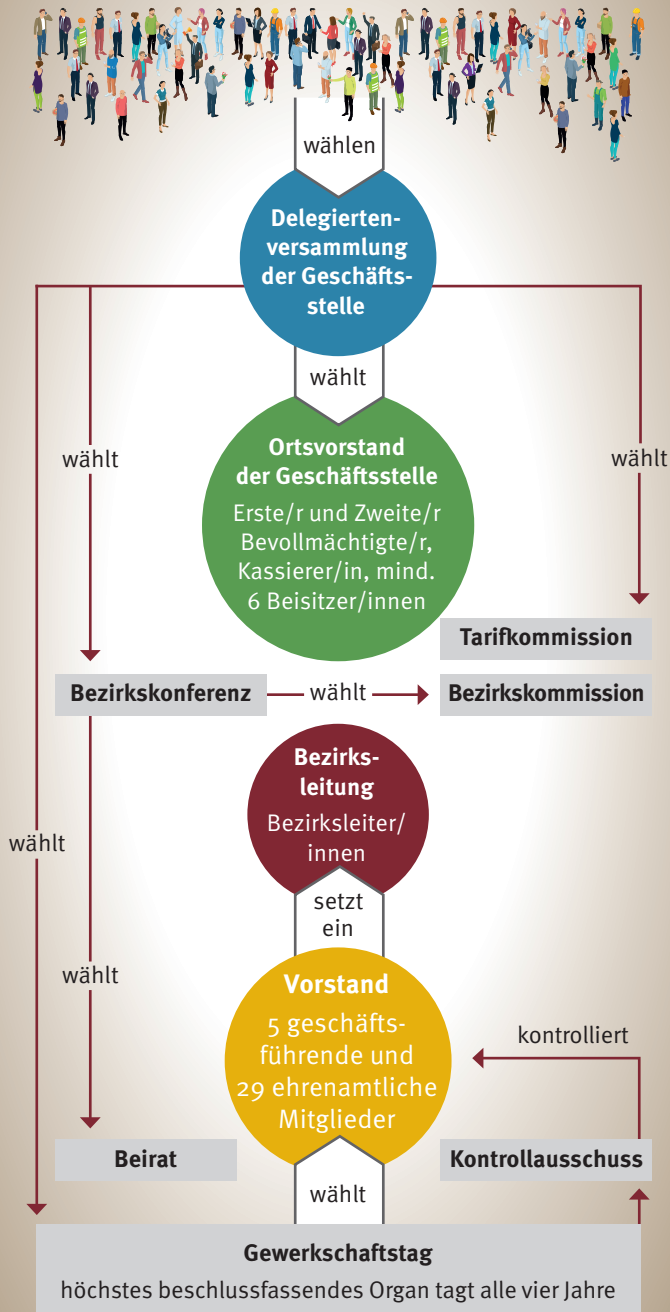 wählen
Delegierten-
versammlung
der Geschäfts-
stelle
wählt
Ortsvorstand
der Geschäftsstelle
Erste/r und Zweite/r
Bevollmächtigte/r,
Kassierer/in, mind.
6 Beisitzer/innen
wählt
wählt
Tarifkommission
Bezirkskonferenz
wählt
Bezirkskommission
Bezirks-
leitung
Bezirksleiter/
innen
wählt
setzt
ein
wählt
Vorstand
5 geschäfts-
führende und
29 ehrenamtliche
Mitglieder
kontrolliert
Beirat
Kontrollausschuss
wählt
Gewerkschaftstag
höchstes beschlussfassendes Organ tagt alle vier Jahre